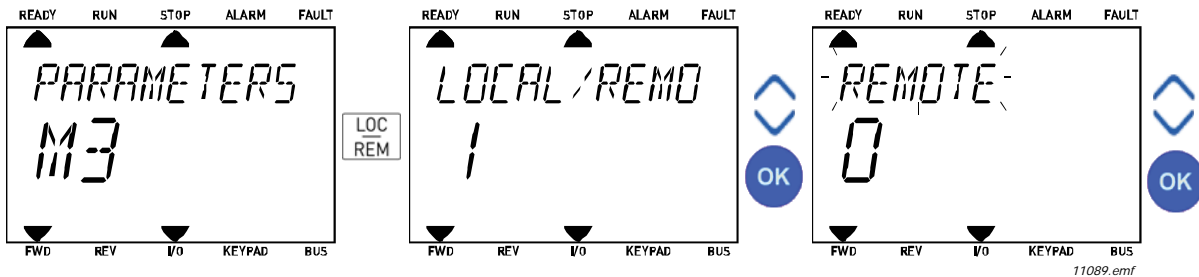 READY RUN STOP ALARM FAULT
PARAMETERS
M3
FWD REV I/O KEYPAD BUS
LOC
REM
READY RUN STOP ALARM FAULT
LOCAL/REMO
1
FWD REV I/O KEYPAD BUS
OK
READY RUN STOP ALARM FAULT
REMOTE
0
FWD REV I/O KEYPAD BUS
OK
11089.emf